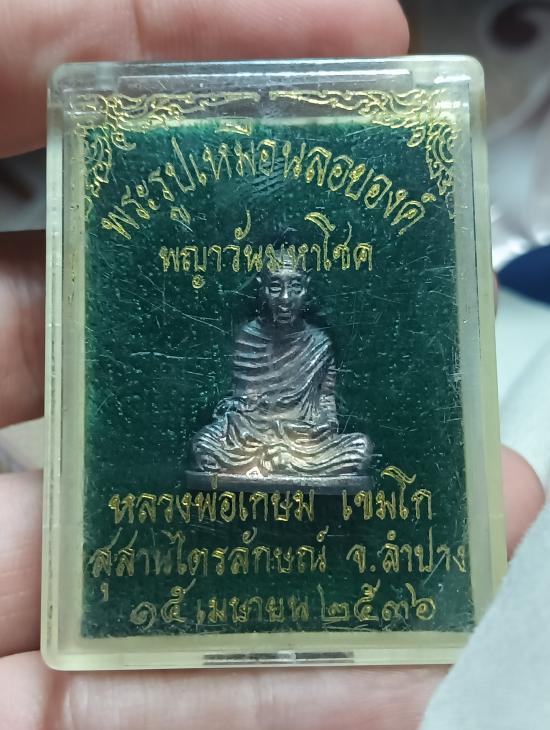 พระรูปเหมือนลอยองค์
พญาวันมหาโชค
หลวงพ่อเกษม เขมโก
สุสานไตรลักษณ์ จ.ลำปาง
๑๕ เมษายน ๒๕๓๖